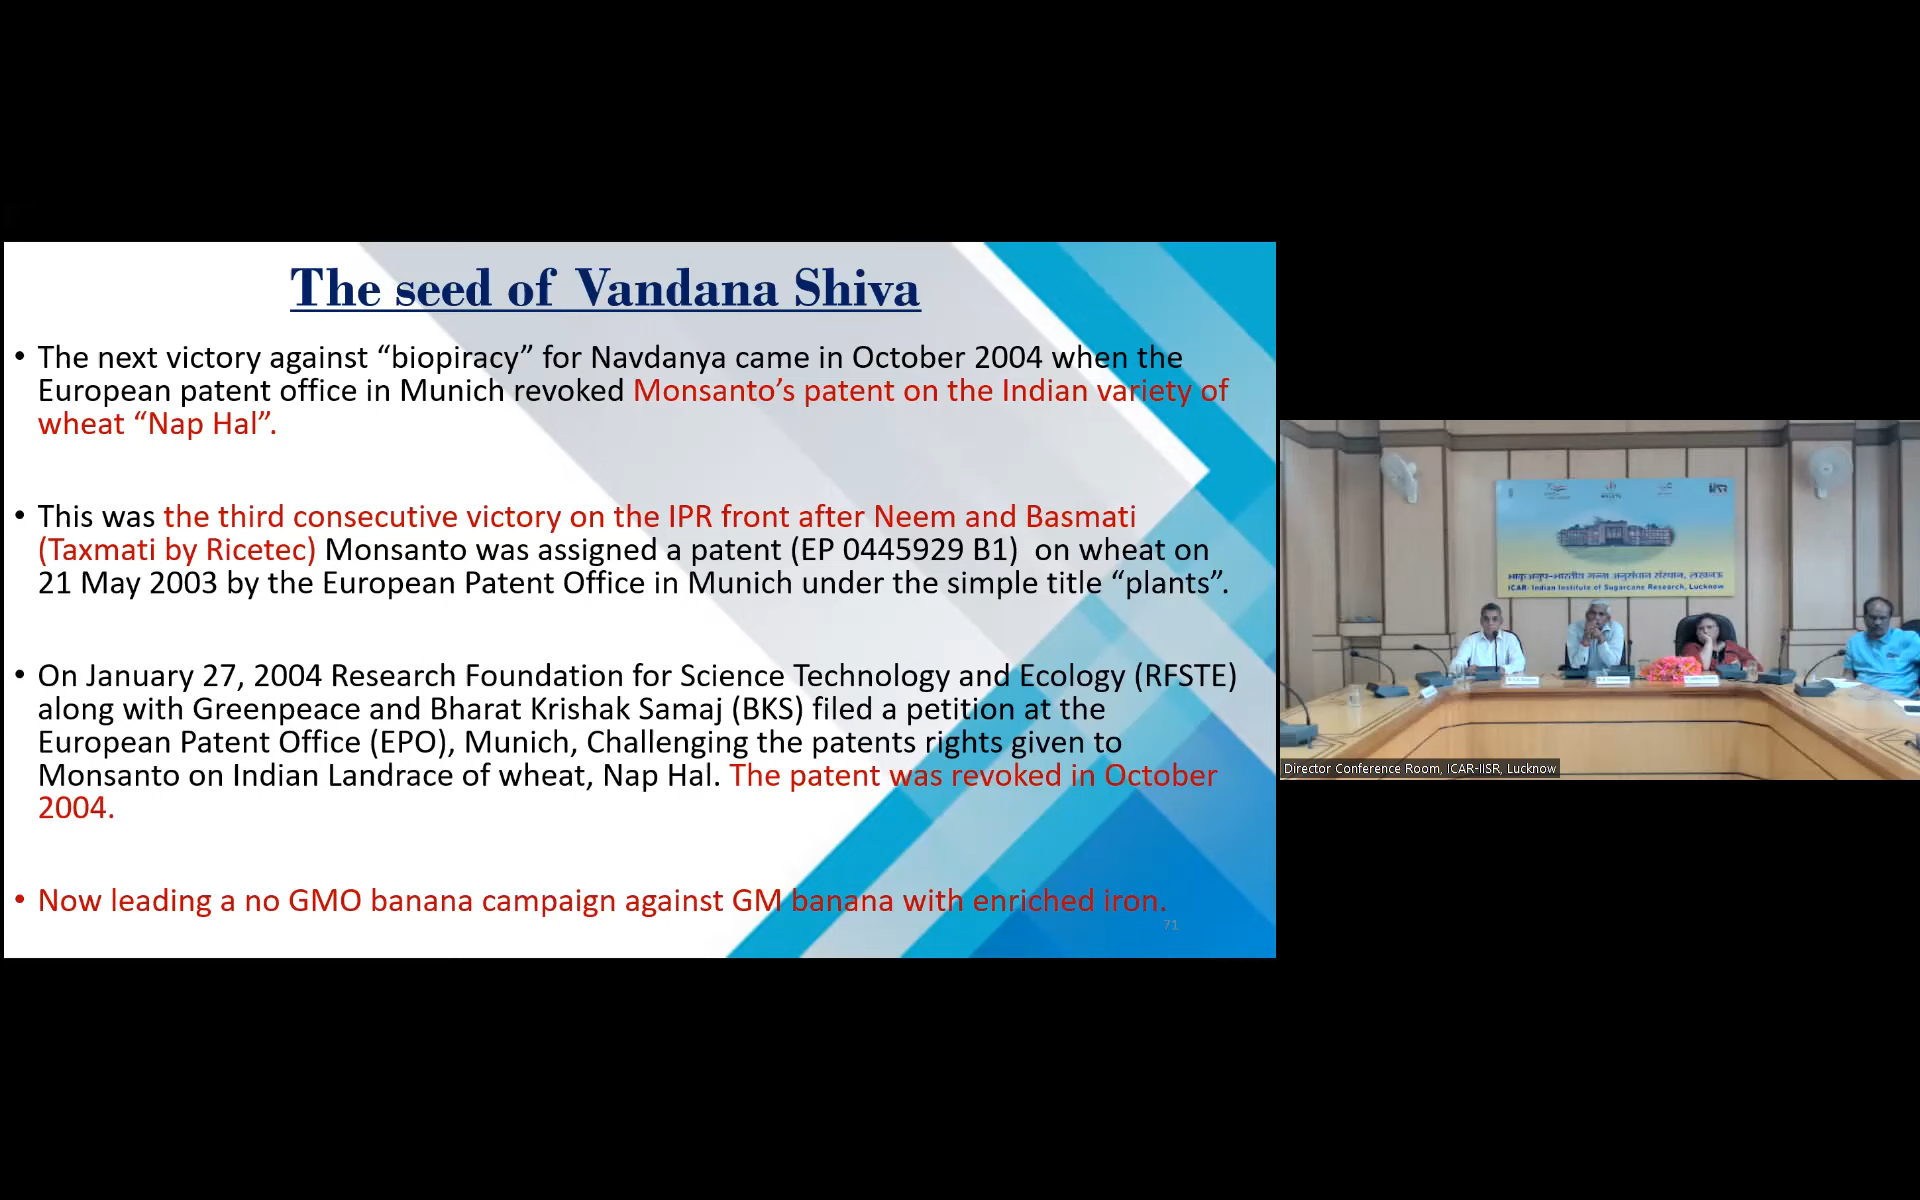 The seed of Vandana Shiva
• The next victory against “biopiracy” for Navdanya came in October 2004 when the
European patent office in Munich revoked Monsanto’s patent on the Indian variety of
wheat “Nap Hal”.
• This was the third consecutive victory on the IPR front after Neem and Basmati
(Taxmati by Ricetec) Monsanto was assigned a patent (EP 0445929 B1) on wheat on
21 May 2003 by the European Patent Office in Munich under the simple title “plants”.
• On January 27, 2004 Research Foundation for Science Technology and Ecology (RFSTE)
along with Greenpeace and Bharat Krishak Samaj (BKS) filed a petition at the
European Patent Office (EPO), Munich, Challenging the patents rights given to
Monsanto on Indian Landrace of wheat, Nap Hal. The patent was revoked in October
2004.
• Now leading a no GMO banana campaign against GM banana with enriched iron.
71
भाकृअनुप-भारतीय गन्ना अनुसंधान संस्थान, लखनऊ
ICAR- Indian Institute of Sugarcane Research, Lucknow
Director Conference Room, ICAR-IISR, Lucknow